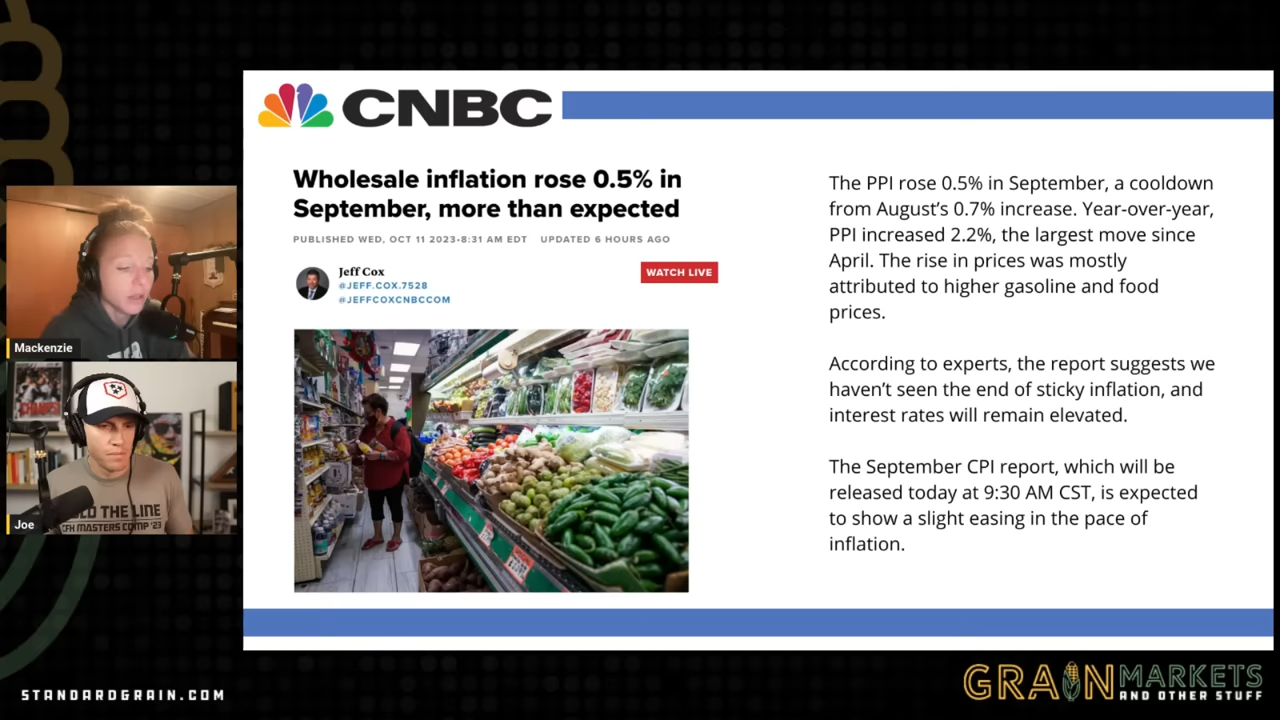 CNBC
Wholesale inflation rose 0.5% in
September, more than expected
PUBLISHED WED, OCT 11 2023•8:31 AM EDT UPDATED 6 HOURS AGO
Jeff Cox
@JEFF.COX.7528
@JEFFCOXCNBCCOM
WATCH LIVE
The PPI rose 0.5% in September, a cooldown
from August’s 0.7% increase. Year-over-year,
PPI increased 2.2%, the largest move since
April. The rise in prices was mostly
attributed to higher gasoline and food
prices.
According to experts, the report suggests we
haven’t seen the end of sticky inflation, and
interest rates will remain elevated.
The September CPI report, which will be
released today at 9:30 AM CST, is expected
to show a slight easing in the pace of
inflation.
Mackenzie
Joe
THE LINE
MASTERS COMP '23
STANDARDGRAIN.COM
GRAIN MARKETS
AND OTHER STUFF